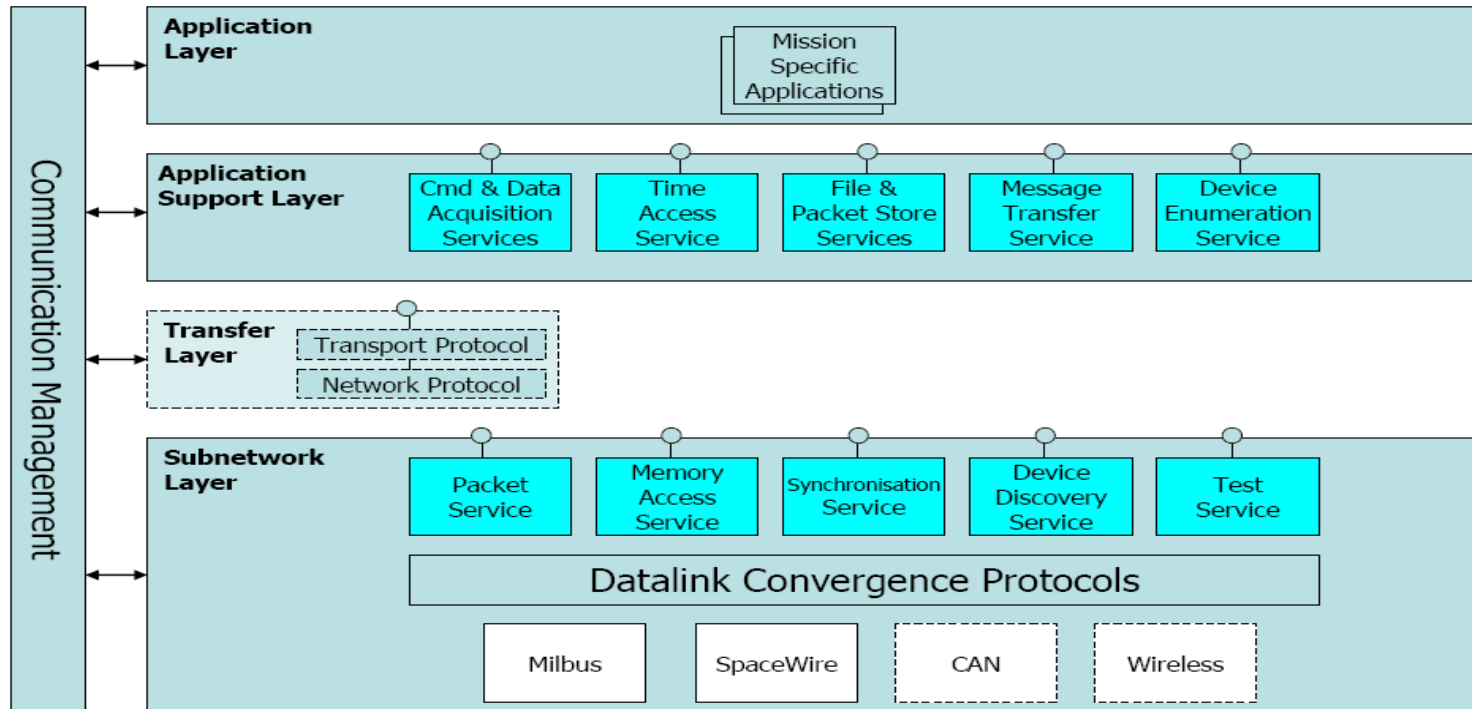 Communication Management
Application
Layer
Mission
Specific
Applications
Application
Support Layer
Cmd & Data
Acquisition
Services
Time
Access
Service
File &
Packet Store
Services
Message
Transfer
Service
Device
Enumeration
Service
Transfer
Layer
Transport Protocol
Network Protocol
Subnetwork
Layer
Packet
Service
Memory
Access
Service
Synchronisation
Service
Device
Discovery
Service
Test
Service
Datalink Convergence Protocols
Milbus
SpaceWire
CAN
Wireless